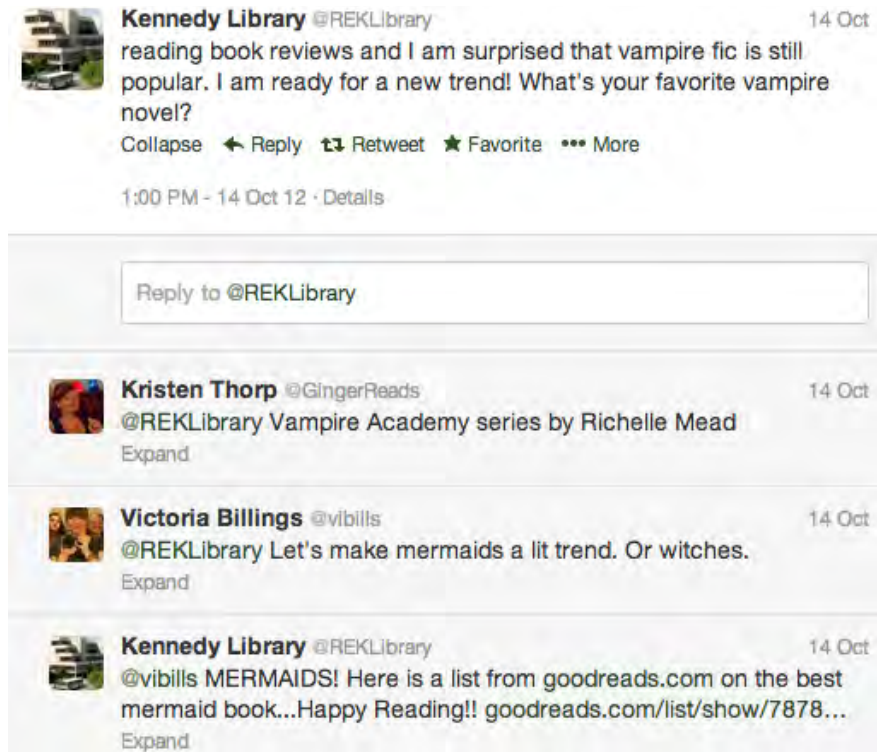 Kennedy Library @REKLibrary 14 Oct
reading book reviews and I am surprised that vampire fic is still
popular. I am ready for a new trend! What's your favorite vampire
novel?
Collapse Reply Retweet Favorite ••• More
1:00 PM - 14 Oct 12 · Details
Reply to @REKLibrary
Kristen Thorp @GingerReads 14 Oct
@REKLibrary Vampire Academy series by Richelle Mead
Expand
Victoria Billings @vibills 14 Oct
@REKLibrary Let's make mermaids a lit trend. Or witches.
Expand
Kennedy Library @REKLibrary 14 Oct
@vibills MERMAIDS! Here is a list from goodreads.com on the best
mermaid book...Happy Reading!! goodreads.com/list/show/7878...
Expand